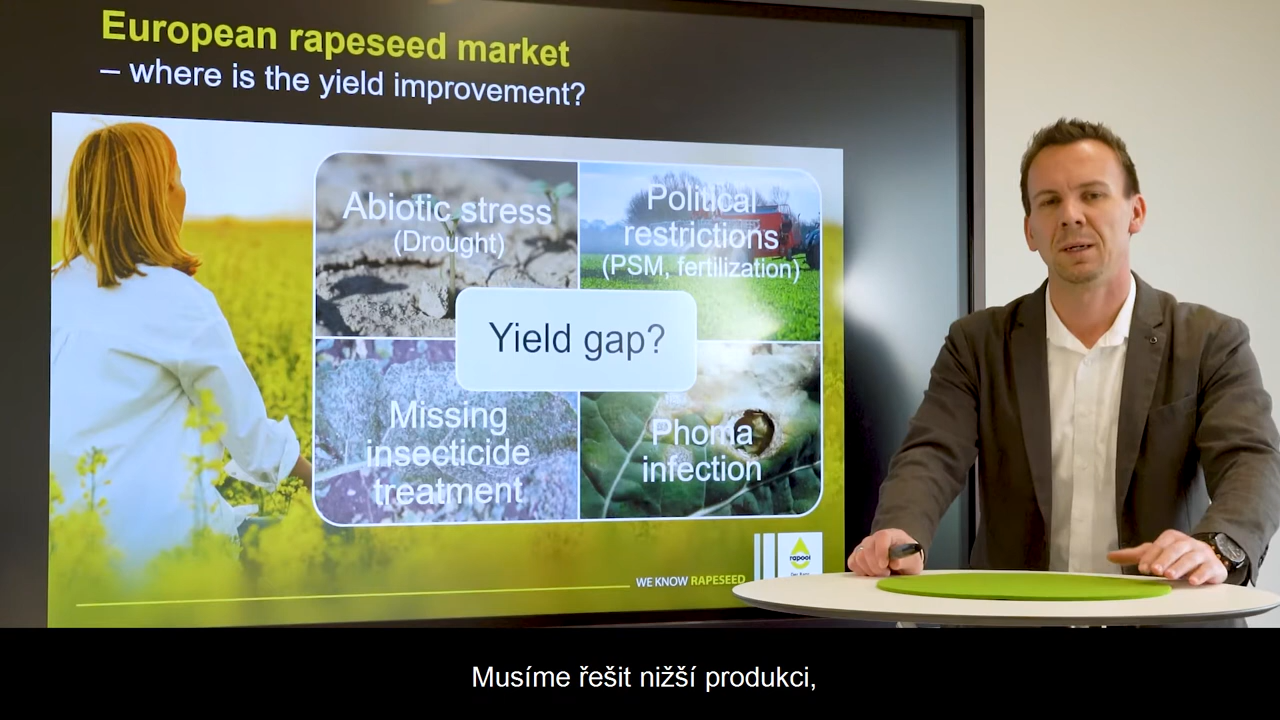 European rapeseed market
– where is the yield improvement?
Abiotic stress
(Drought)
Political
restrictions
(PSM, fertilization)
Yield gap?
Missing
insecticide
treatment
Phoma
infection
WE KNOW RAPESEED
rapool
Musíme řešit nižší produkci,